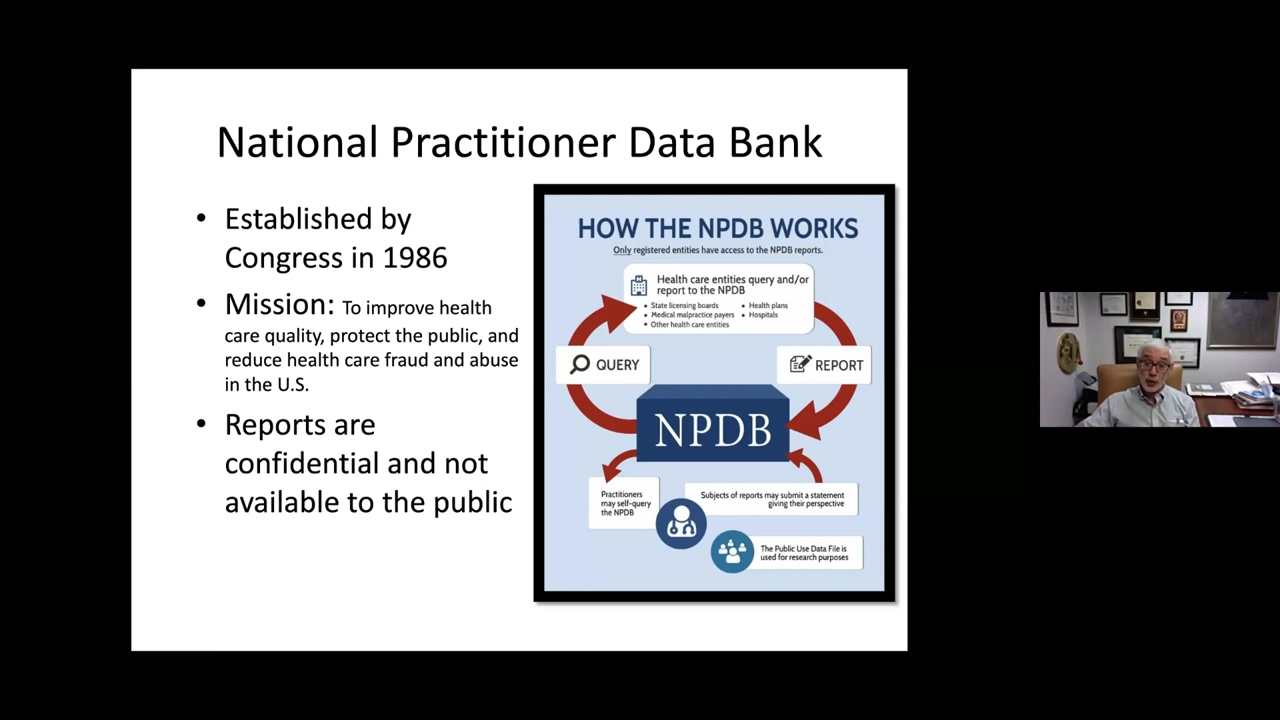 National Practitioner Data Bank
• Established by
Congress in 1986
• Mission: To improve health
care quality, protect the public, and
reduce health care fraud and abuse
in the U.S.
• Reports are
confidential and not
available to the public
HOW THE NPDB WORKS
Only registered entities have access to the NPDB reports.
Health care entities query and/or
report to the NPDB
• State licensing boards
• Medical malpractice payers
• Other health care entities
• Health plans
• Hospitals
QUERY
REPORT
NPDB
Practitioners
may self-query
the NPDB
Subjects of reports may submit a statement
giving their perspective
The Public Use Data File is
used for research purposes